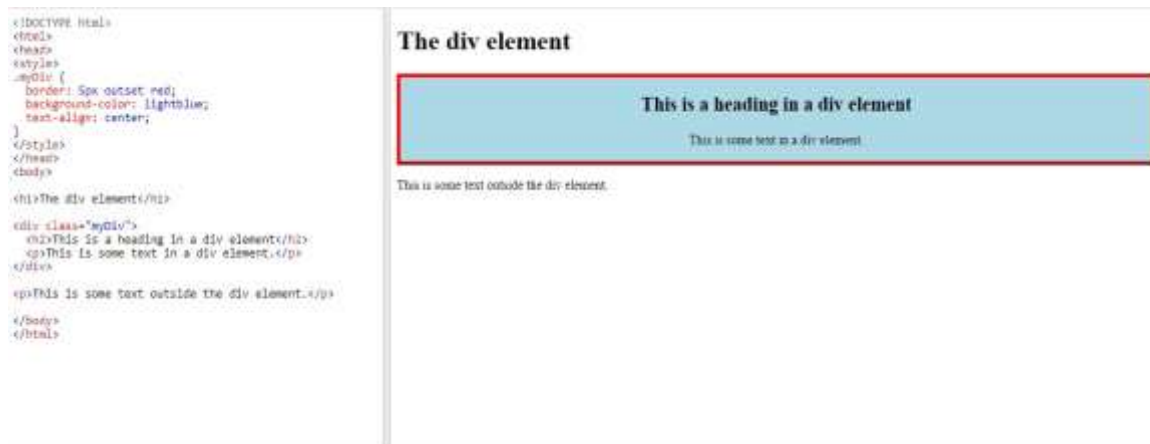 <!DOCTYPE html>
<html>
<head>
<style>
.myDiv {
  border: 5px outset red;
  background-color: lightblue;
  text-align: center;
}
</style>
</head>
<body>
<h1>The div element</h1>
<div class="myDiv">
  <h2>This is a heading in a div element</h2>
  <p>This is some text in a div element.</p>
</div>
<p>This is some text outside the div element.</p>
</body>
</html>
The div element
This is a heading in a div element
This is some text in a div element.
This is some text outside the div element.